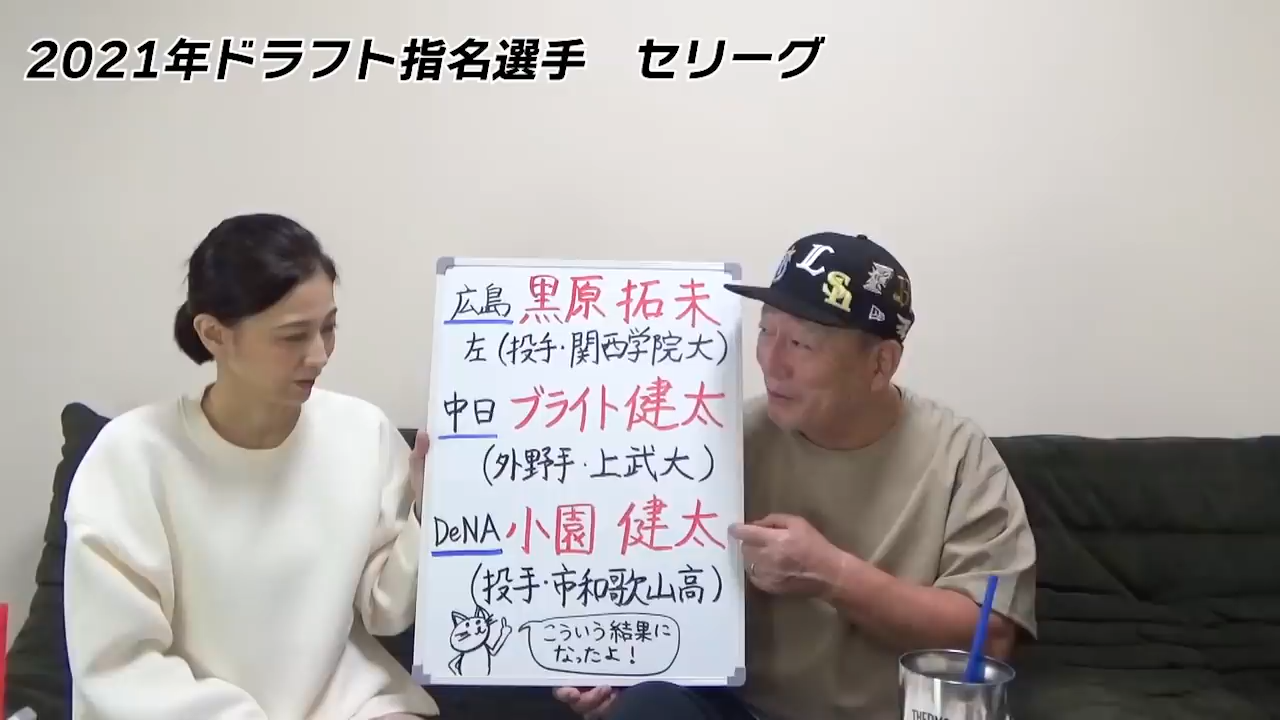 2021年ドラフト指名選手　セリーグ
広島 黒原拓未
左(投手・関西学院大)
中日 ブライト健太
(外野手・上武大)
DeNA 小園 健太
(投手・市和歌山高)
こういう結果に
なったよ!
L
SH
THERMO